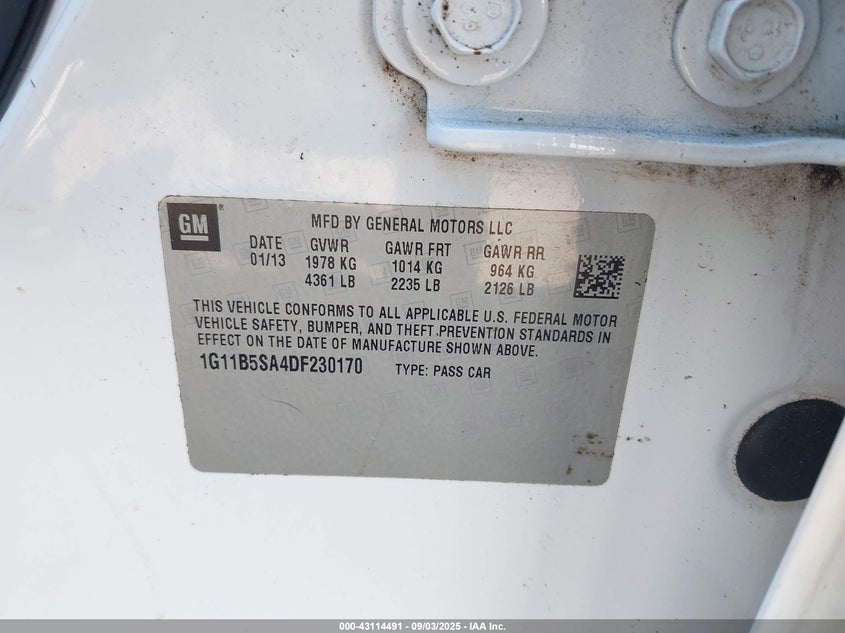 GM
MFD BY GENERAL MOTORS LLC
DATE GVWR GAWR FRT GAWR RR
01/13 1978 KG 1014 KG 964 KG
4361 LB 2235 LB 2126 LB
THIS VEHICLE CONFORMS TO ALL APPLICABLE U.S. FEDERAL MOTOR
VEHICLE SAFETY, BUMPER, AND THEFT PREVENTION STANDARDS IN
EFFECT ON THE DATE OF MANUFACTURE SHOWN ABOVE.
1G11B5SA4DF230170 TYPE: PASS CAR
000-43114491 - 09/03/2025 - IAA Inc.